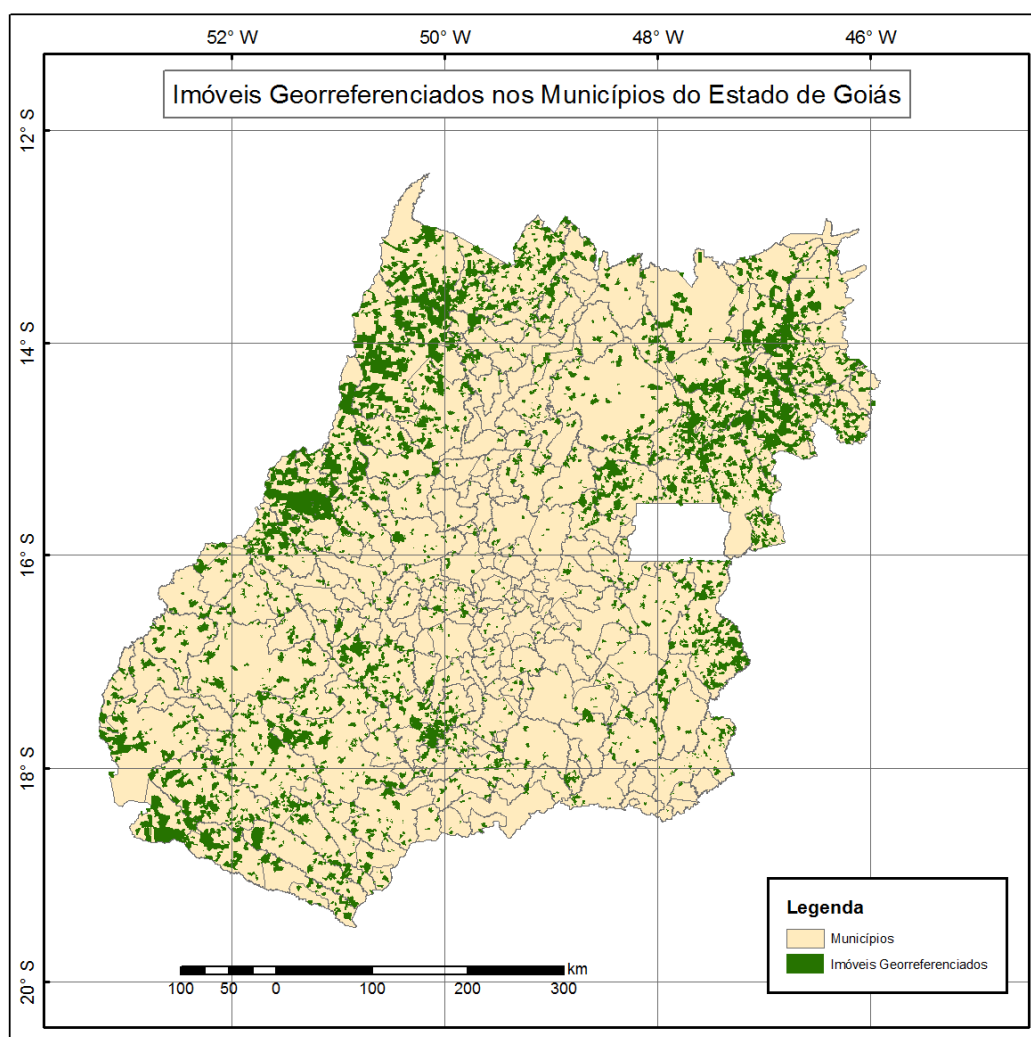 52° W 50° W 48° W 46° W
Imóveis Georreferenciados nos Municípios do Estado de Goiás
12° S
14° S
16° S
18° S
20° S
Legenda
Municípios
Imóveis Georreferenciados
km
100 50 0 100 200 300